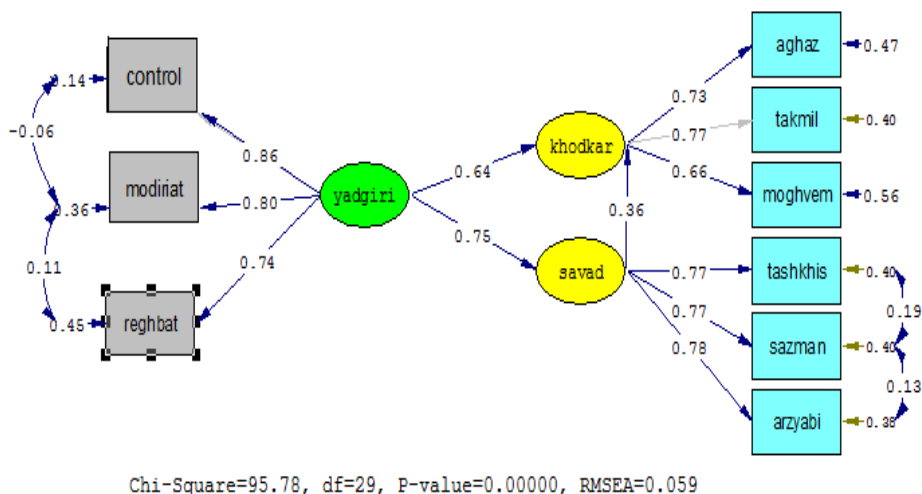 aghaz
0.47
control
0.14
0.73
-0.06
takmil
0.40
0.77
khodkar
0.86
0.64
0.66
modiriat
0.36
0.80
yadgiri
moghvem
0.56
0.36
0.11
0.74
0.75
savad
0.77
tashkhis
0.40
0.19
reghbat
0.45
0.77
sazman
0.40
0.78
0.13
arzyabi
0.38
Chi-Square=95.78, df=29, P-value=0.00000, RMSEA=0.059